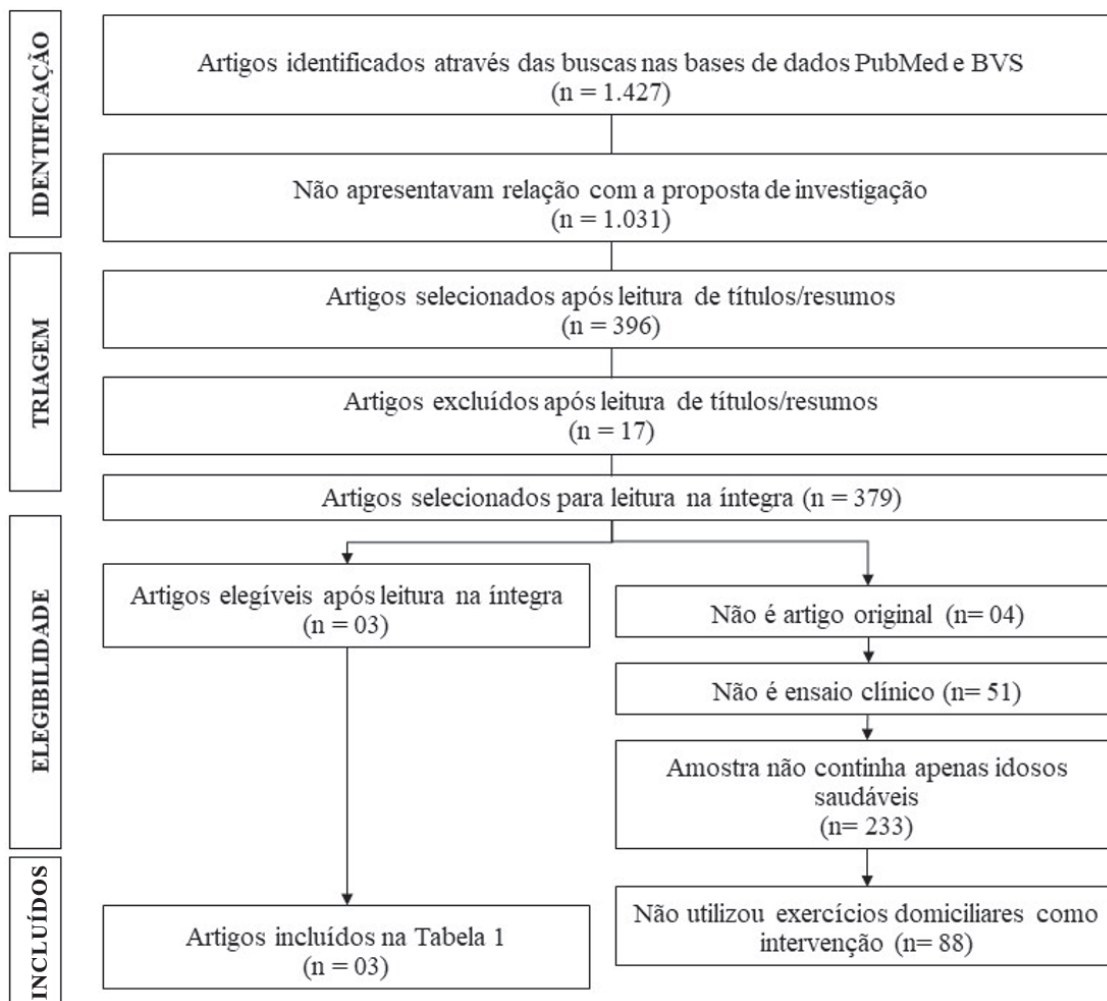 IDENTIFICAÇÃO
Artigos identificados através das buscas nas bases de dados PubMed e BVS
(n = 1.427)
Não apresentavam relação com a proposta de investigação
(n = 1.031)
TRIAGEM
Artigos selecionados após leitura de títulos/resumos
(n = 396)
Artigos excluídos após leitura de títulos/resumos
(n = 17)
Artigos selecionados para leitura na íntegra (n = 379)
ELEGIBILIDADE
Artigos elegíveis após leitura na íntegra
(n = 03)
Não é artigo original (n= 04)
Não é ensaio clínico (n= 51)
Amostra não continha apenas idosos
saudáveis
(n= 233)
INCLUÍDOS
Artigos incluídos na Tabela 1
(n = 03)
Não utilizou exercícios domiciliares como
intervenção (n= 88)